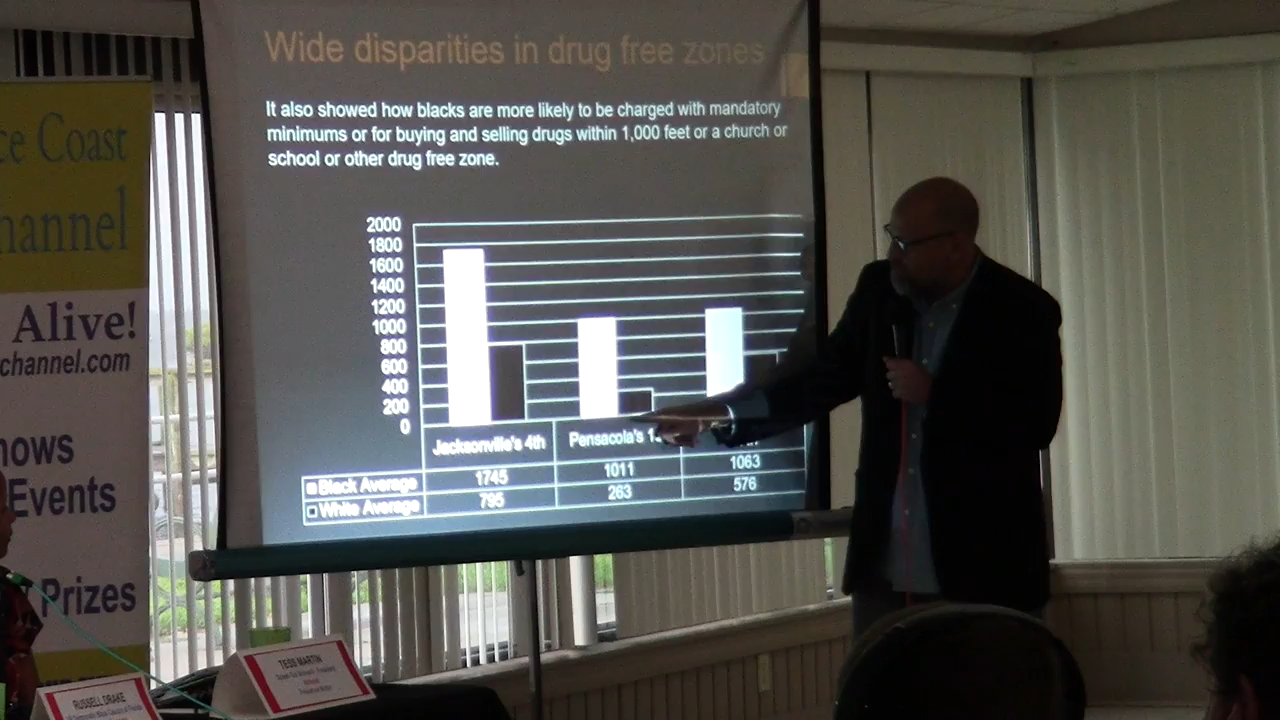 Wide disparities in drug free zones
It also showed how blacks are more likely to be charged with mandatory
minimums or for buying and selling drugs within 1,000 feet or a church or
school or other drug free zone.
2000
1800
1600
1400
1200
1000
800
600
400
200
0
Jacksonville's 4th Pensacola's
Black Average 1745 1011 1063
White Average 795 263 576
Coast
Alive!
channel.com
Events
Prizes
TESS MARTIN
RUSSELL DRAKE